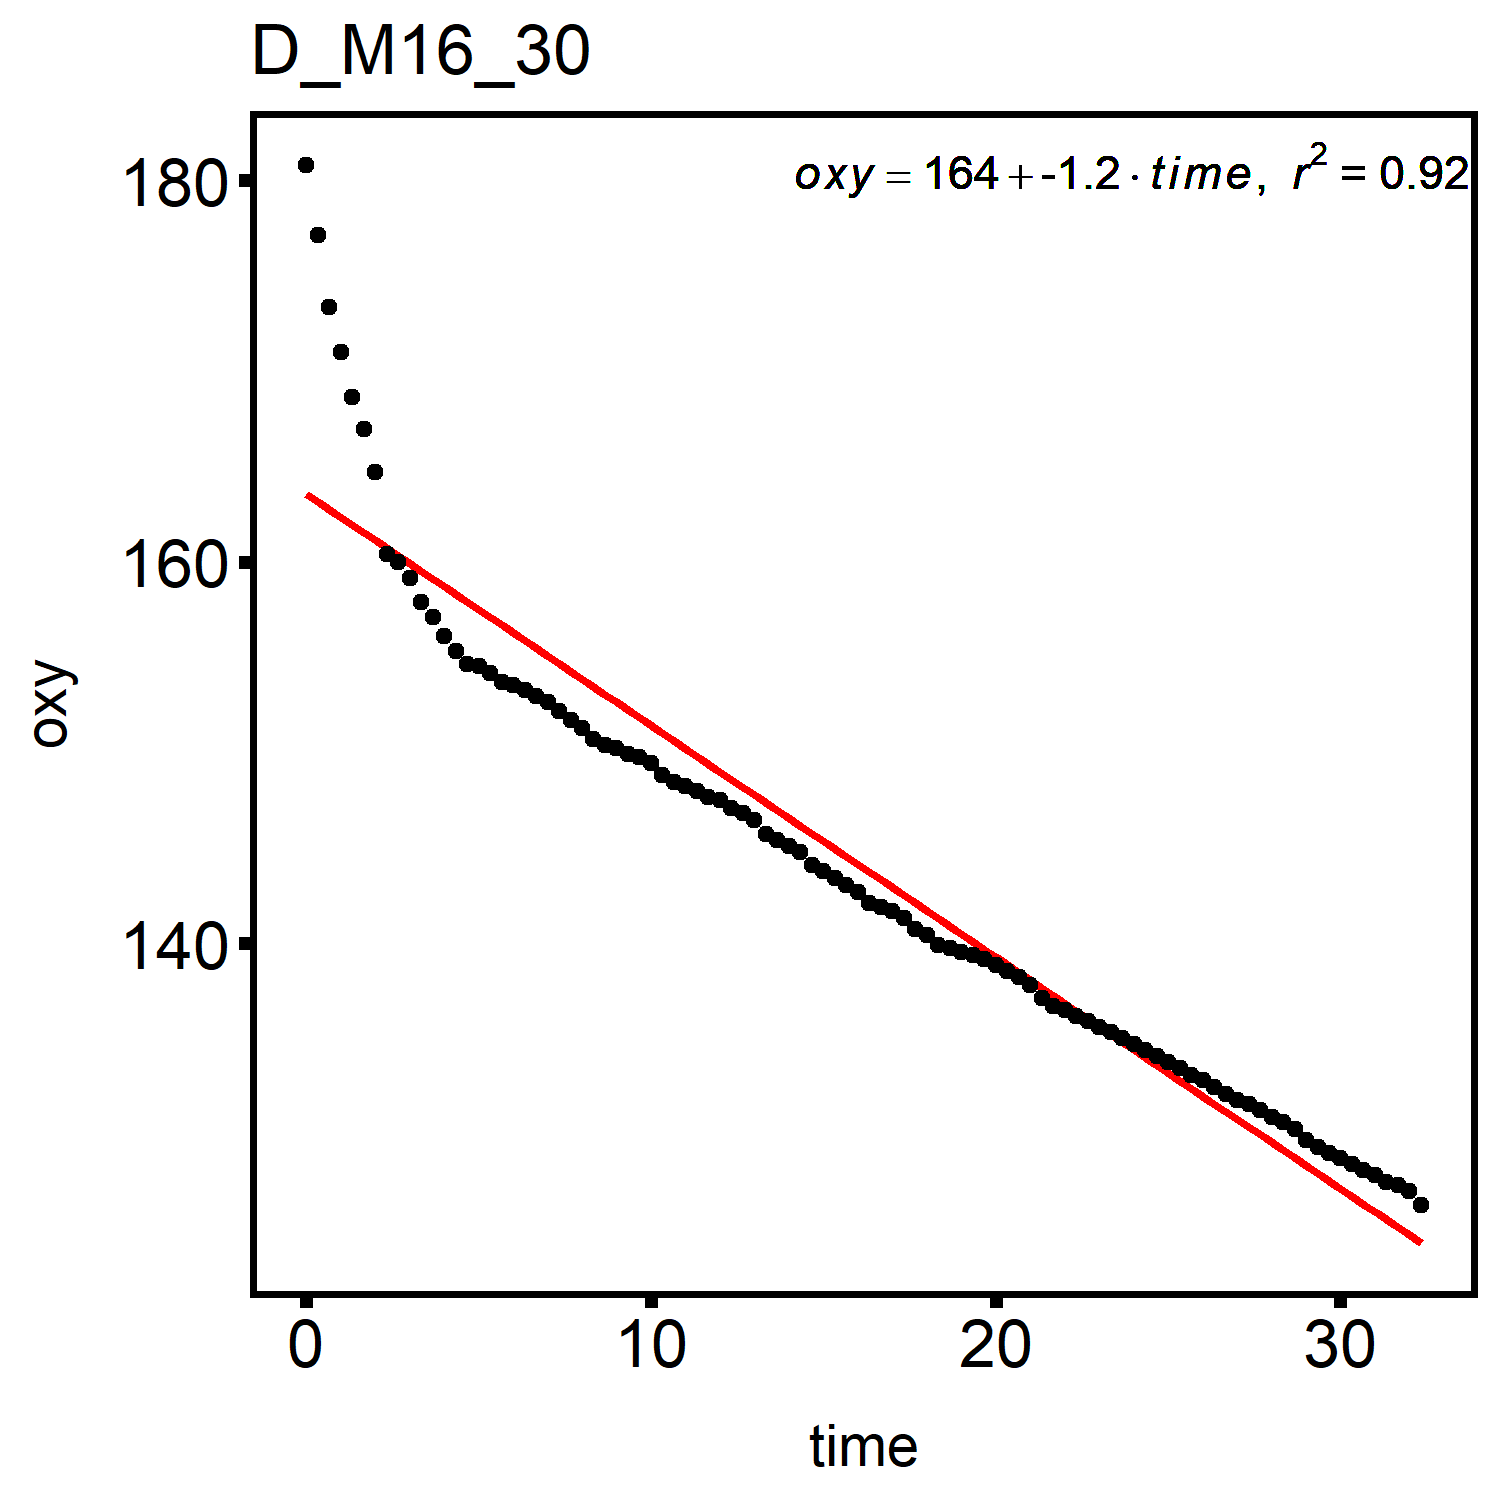 D_M16_30
oxy = 164 + -1.2 · time, r² = 0.92
180
160
140
oxy
0 10 20 30
time